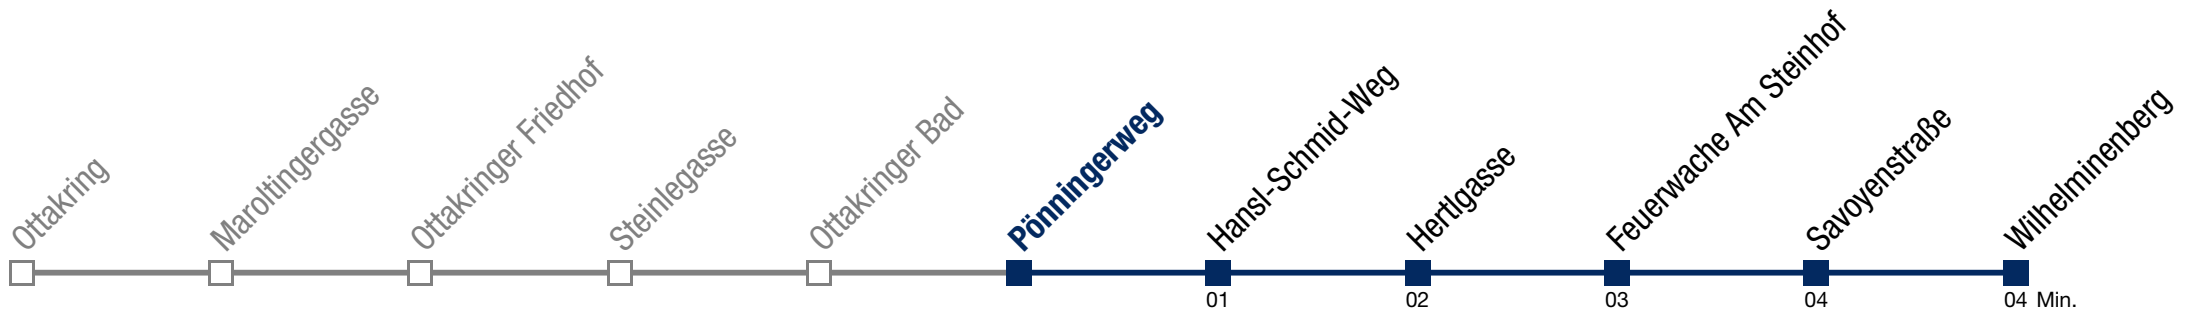 Ottakring
Maroltingergasse
Ottakringer Friedhof
Steinlegasse
Ottakringer Bad
Pönningerweg
Hansl-Schmid-Weg
Hertlgasse
Feuerwache Am Steinhof
Savoyenstraße
Wilhelminenberg
01 02 03 04 04 Min.